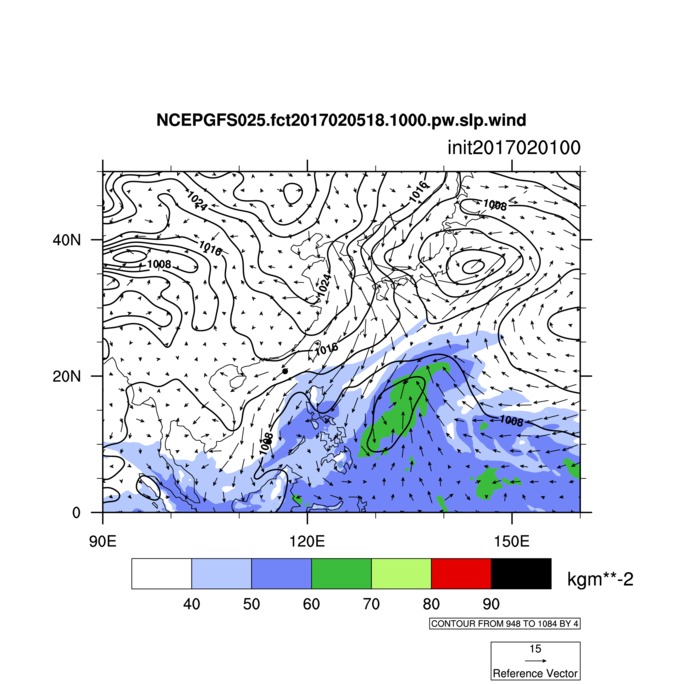 NCEPGFS025.fct2017020518.1000.pw.slp.wind
init2017020100
1016
1024
1008
40N
1016
1008
1024
1016
20N
1008
1008
0
90E 120E 150E
kgm**-2
40 50 60 70 80 90
CONTOUR FROM 948 TO 1084 BY 4
15
Reference Vector